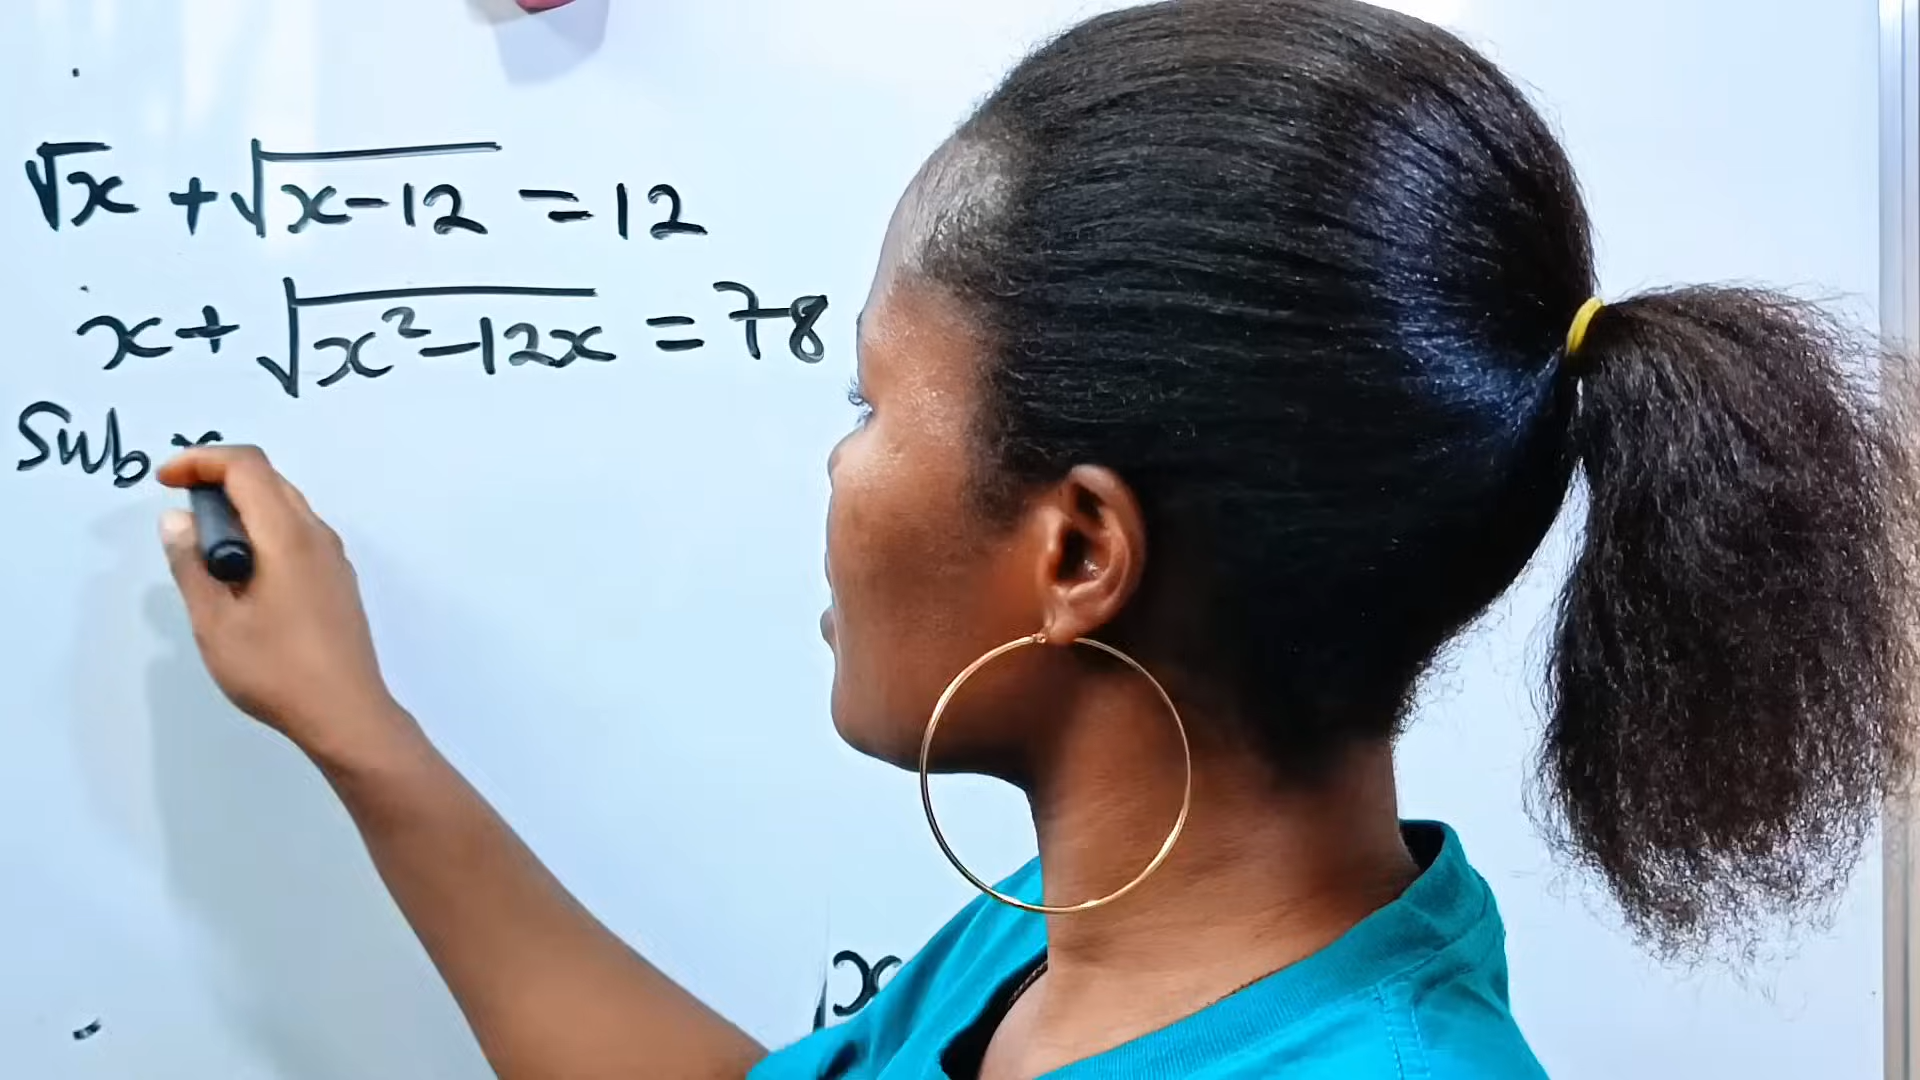 √x + √(x-12) = 12
x + √(x²-12x) = 78
Sub x
x